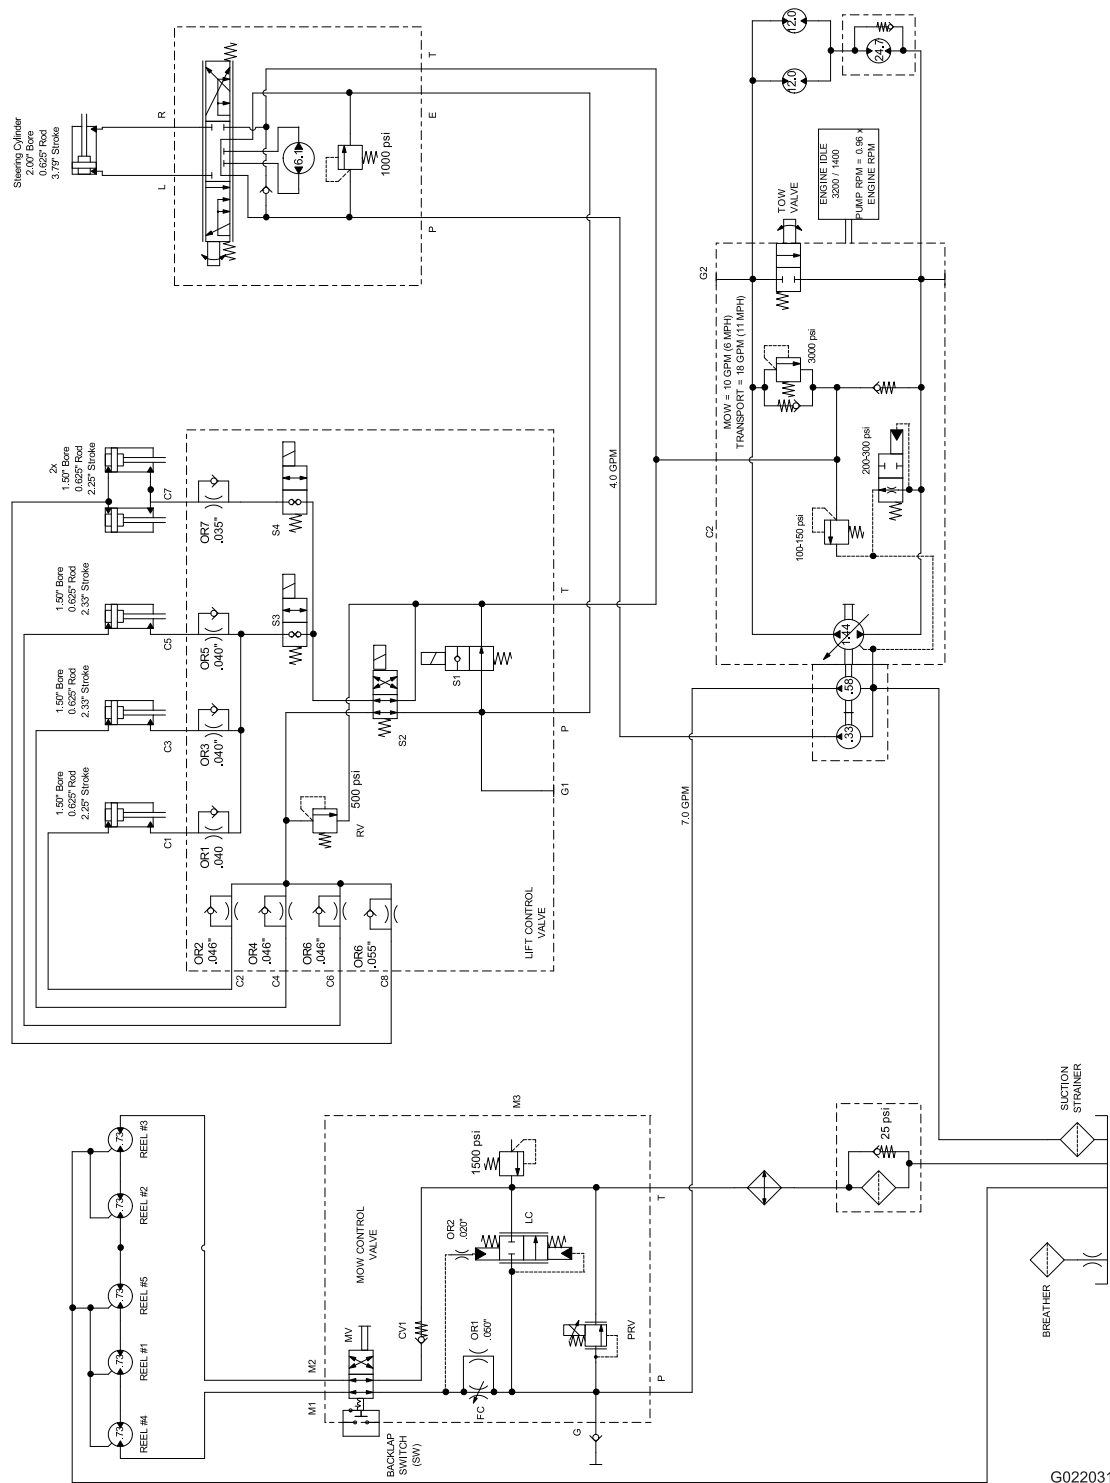 Steering Cylinder
2.00" Bore
0.625" Rod
3.79" Stroke
L
R
6.1
1000 psi
P
E
T
2x
1.50" Bore
0.625" Rod
2.25" Stroke
1.50" Bore
0.625" Rod
2.33" Stroke
1.50" Bore
0.625" Rod
2.33" Stroke
1.50" Bore
0.625" Rod
2.25" Stroke
C7
C5
C3
C1
OR7
.035"
OR5
.040"
OR3
.040"
OR1
.040
S4
S3
S1
S2
500 psi
RV
OR2
.046"
OR4
.046"
OR6
.046"
OR6
.055"
C2
C4
C6
C8
LIFT CONTROL
VALVE
T
P
G1
4.0 GPM
7.0 GPM
12.0
12.0
24.7
ENGINE IDLE
3200 / 1400
PUMP RPM = 0.96 x
ENGINE RPM
TOW
VALVE
G2
MOW = 10 GPM (6 MPH)
TRANSPORT = 18 GPM (11 MPH)
3000 psi
200-300 psi
100-150 psi
C2
1.44
.58
.33
.73
REEL #3
.73
REEL #2
.73
REEL #5
.73
REEL #1
.73
REEL #4
M3
1500 psi
MOW CONTROL
VALVE
OR2
.020"
LC
MV
CV1
OR1
.050"
FC
PRV
M2
M1
T
P
G
BACKLAP
SWITCH
(SW)
25 psi
SUCTION
STRAINER
BREATHER
G022031